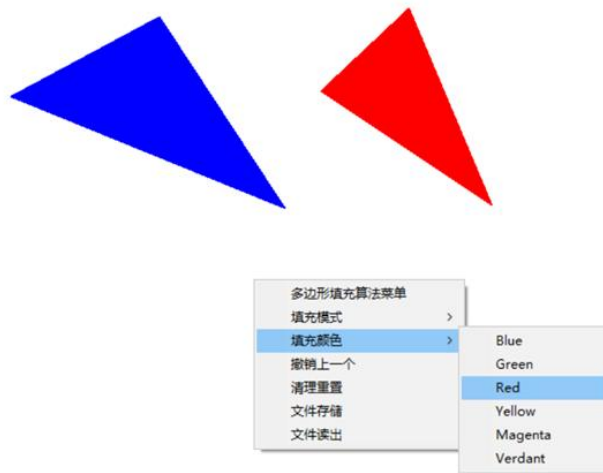 多边形填充算法菜单
填充模式
填充颜色
撤销上一个
清理重置
文件存储
文件读出
Blue
Green
Red
Yellow
Magenta
Verdant